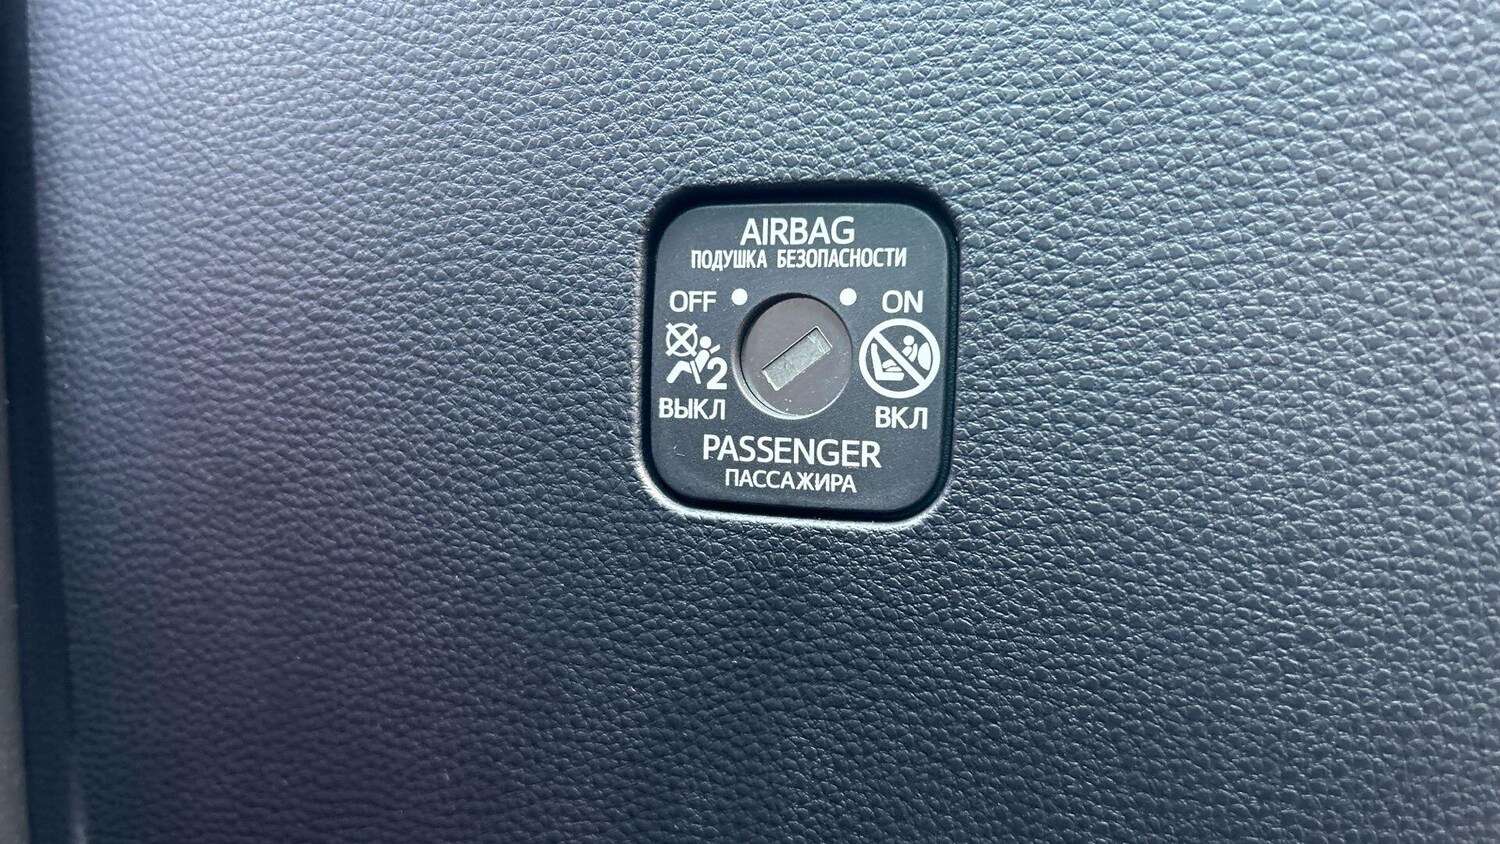 AIRBAG
ПОДУШКА БЕЗОПАСНОСТИ
OFF ON
2
ВЫКЛ ВКЛ
PASSENGER
ПАССАЖИРА